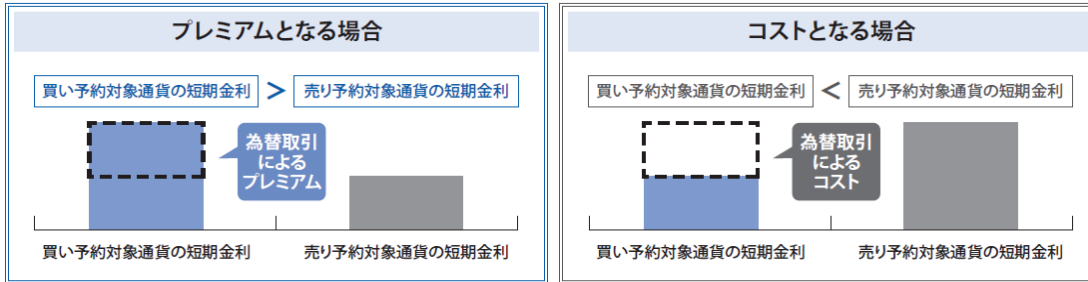 プレミアムとなる場合
買い予約対象通貨の短期金利 > 売り予約対象通貨の短期金利
為替取引
による
プレミアム
買い予約対象通貨の短期金利
売り予約対象通貨の短期金利
コストとなる場合
買い予約対象通貨の短期金利 < 売り予約対象通貨の短期金利
為替取引
による
コスト
買い予約対象通貨の短期金利
売り予約対象通貨の短期金利